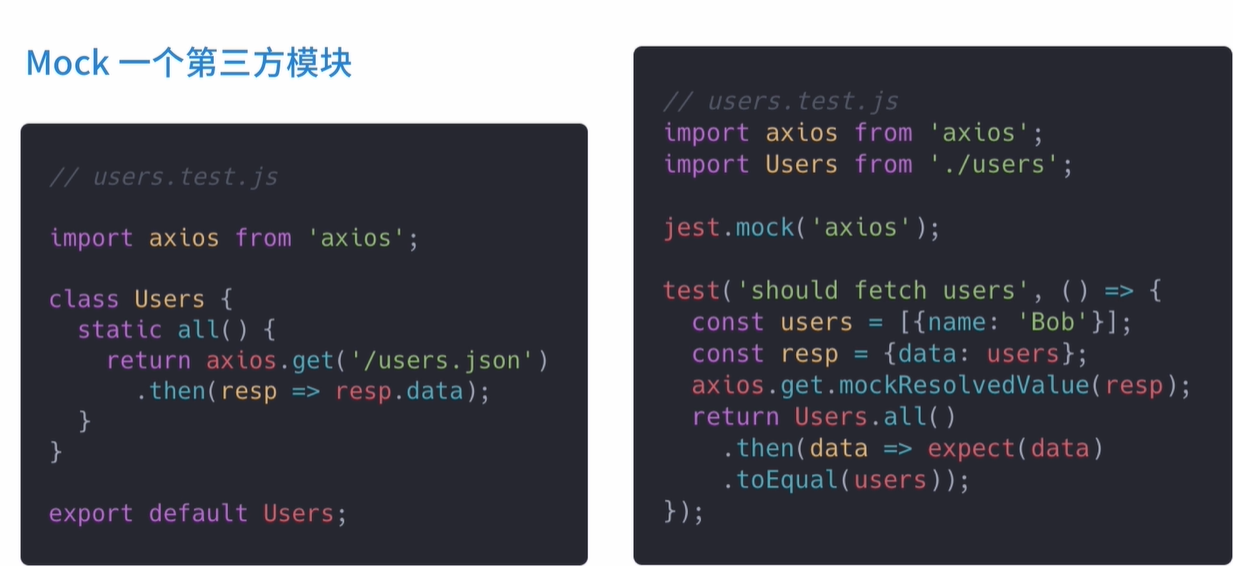 Mock 一个第三方模块
// users.test.js
import axios from 'axios';
class Users {
  static all() {
    return axios.get('/users.json')
      .then(resp => resp.data);
  }
}
export default Users;
// users.test.js
import axios from 'axios';
import Users from './users';
jest.mock('axios');
test('should fetch users', () => {
  const users = [{name: 'Bob'}];
  const resp = {data: users};
  axios.get.mockResolvedValue(resp);
  return Users.all()
    .then(data => expect(data)
    .toEqual(users));
});